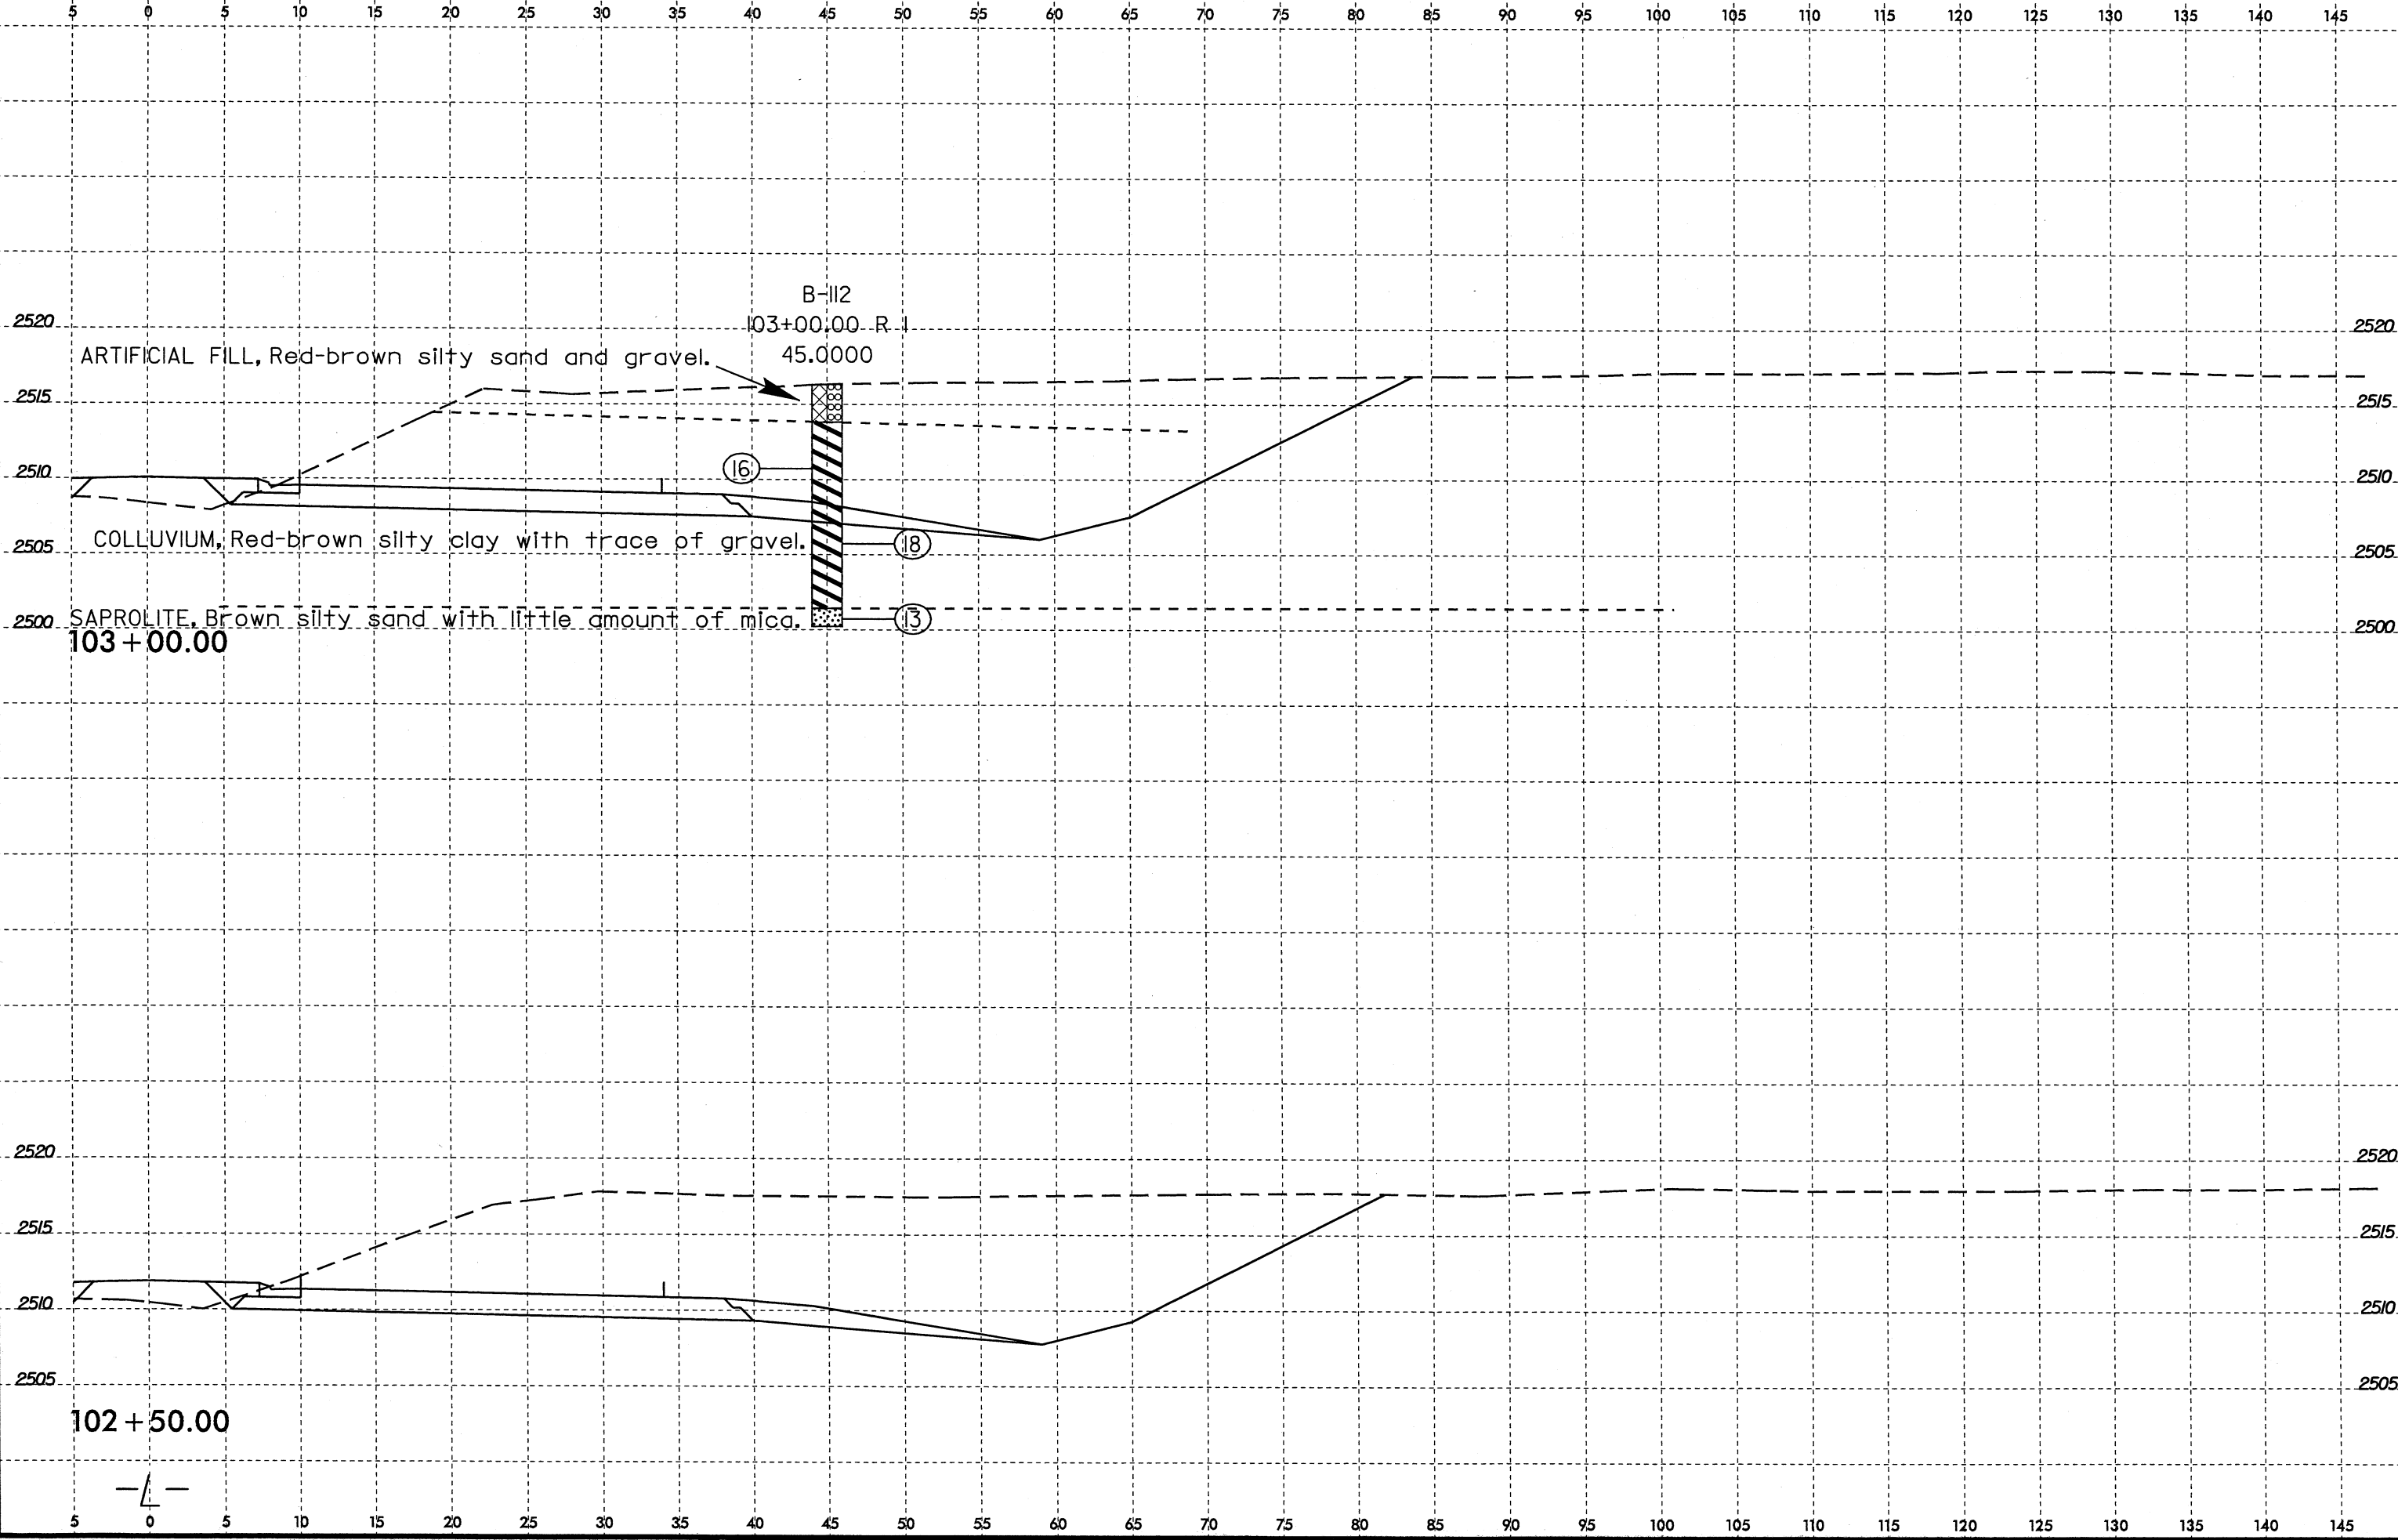 5 0 5 10 15 20 25 30 35 40 45 50 55 60 65 70 75 80 85 90 95 100 105 110 115 120 125 130 135 140 145
B-112
2520 103+00.00 R 1 2520
ARTIFICIAL FILL, Red-brown silty sand and gravel. 45.0000
2515 2515
2510 16 2510
COLLUVIUM, Red-brown silty clay with trace of gravel. 18
2505 2505
SAPROLITE, Brown silty sand with little amount of mica. 13
2500 2500
103+00.00
2520 2520
2515 2515
2510 2510
2505 2505
102+50.00
-L-
5 0 5 10 15 20 25 30 35 40 45 50 55 60 65 70 75 80 85 90 95 100 105 110 115 120 125 130 135 140 145